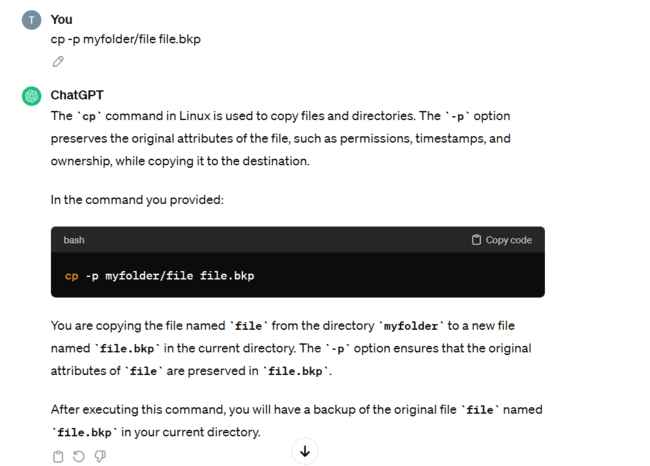 T
You
cp -p myfolder/file file.bkp
ChatGPT
The `cp` command in Linux is used to copy files and directories. The `-p` option
preserves the original attributes of the file, such as permissions, timestamps, and
ownership, while copying it to the destination.
In the command you provided:
bash
Copy code
cp -p myfolder/file file.bkp
You are copying the file named `file` from the directory `myfolder` to a new file
named `file.bkp` in the current directory. The `-p` option ensures that the original
attributes of `file` are preserved in `file.bkp`.
After executing this command, you will have a backup of the original file `file` named
`file.bkp` in your current directory.